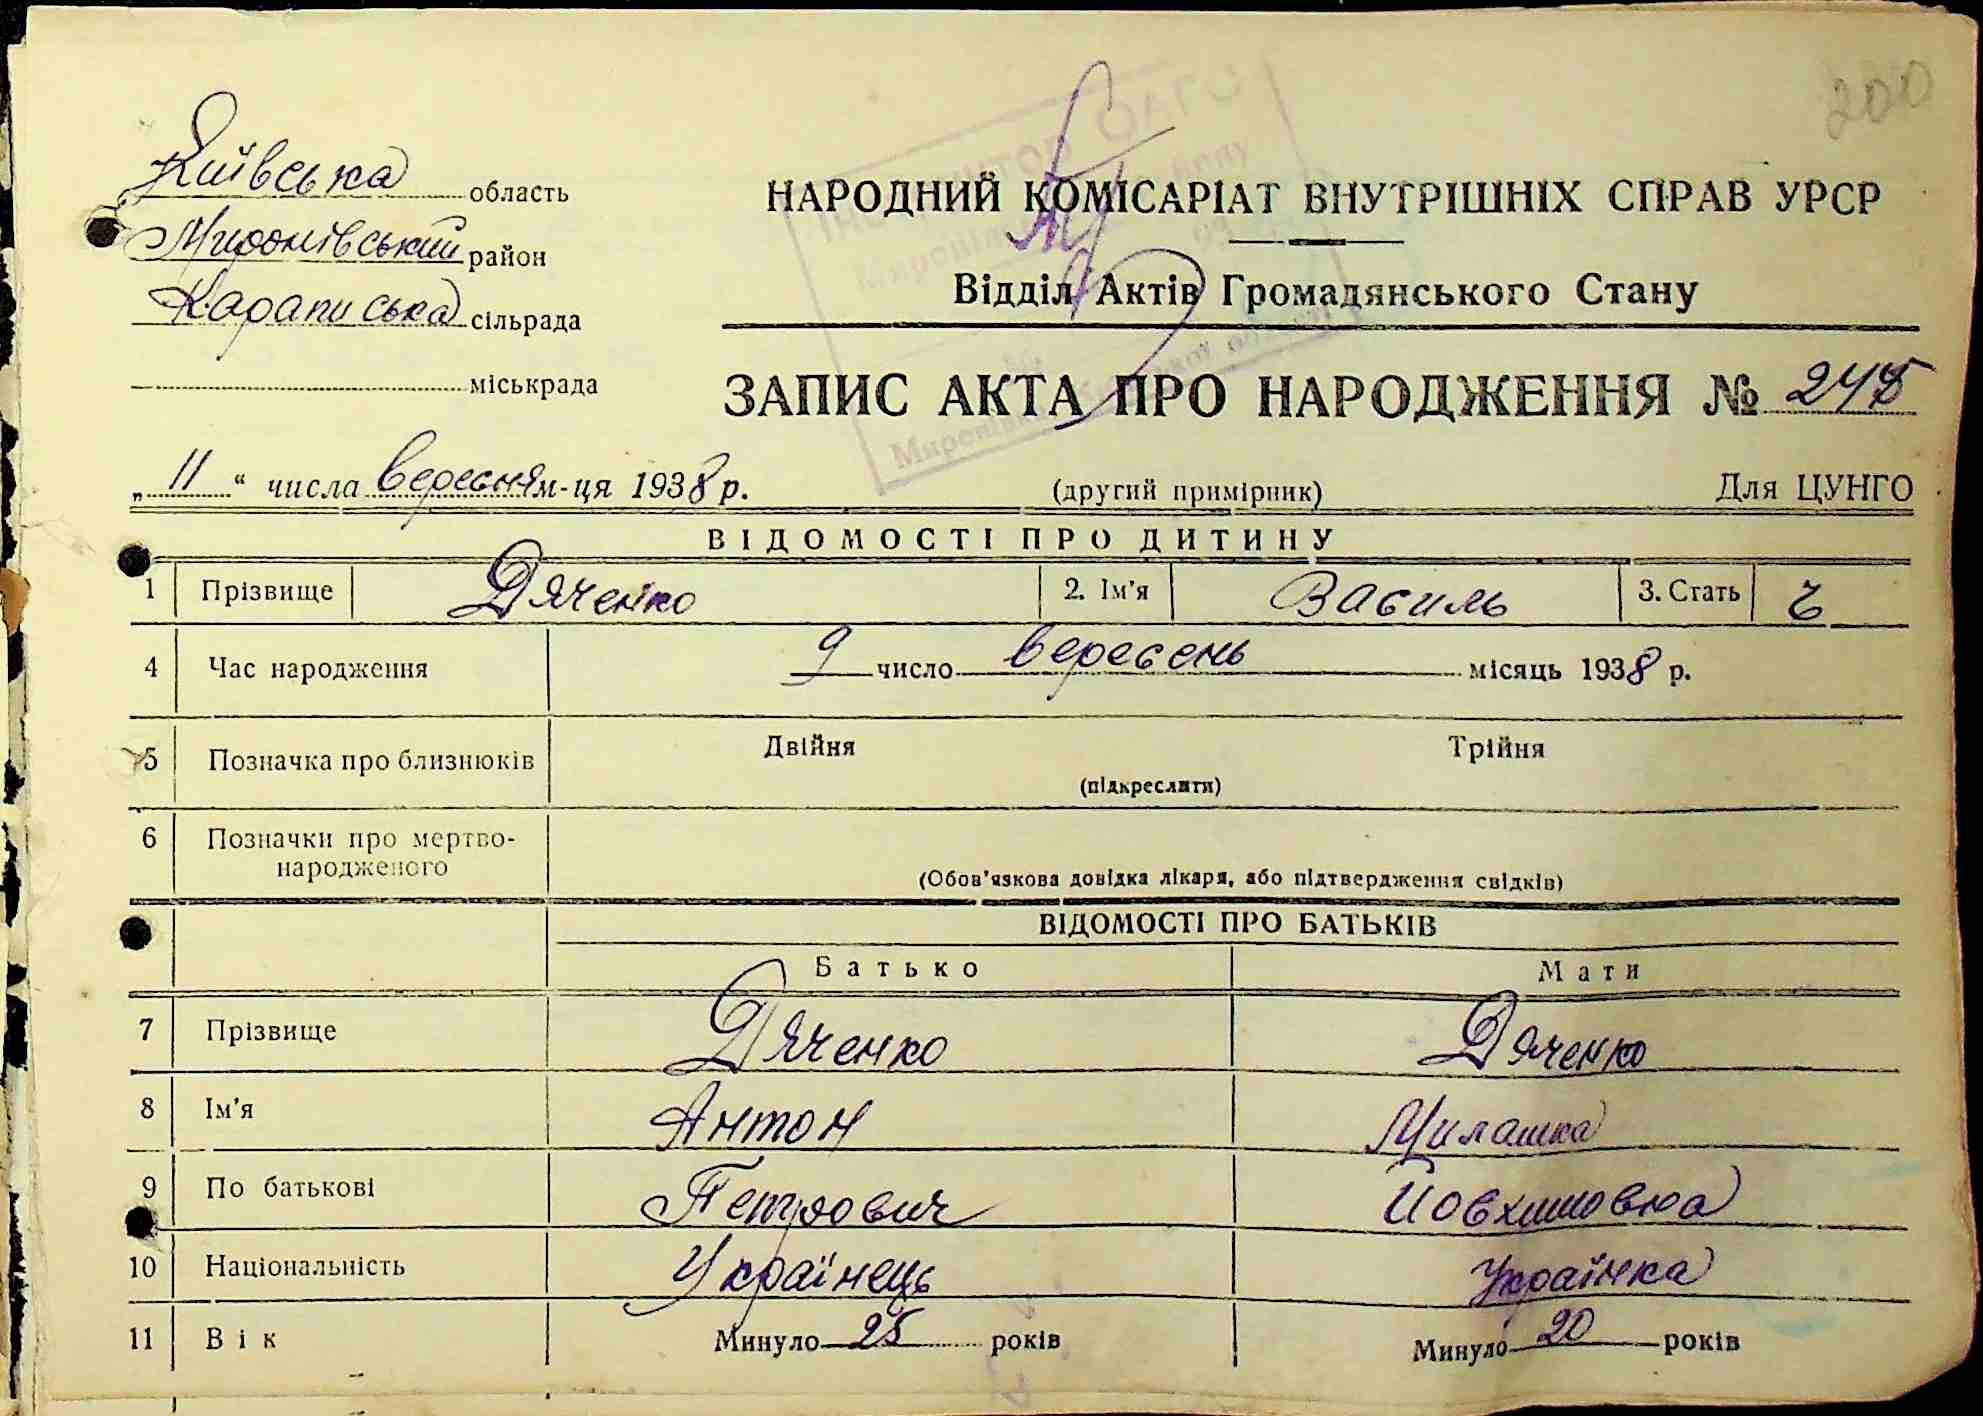 200
Київська область
Миронівський район
Караписька сільрада
міськрада
НАРОДНИЙ КОМІСАРІАТ ВНУТРІШНІХ СПРАВ УРСР
Відділ Актів Громадянського Стану
ЗАПИС АКТА ПРО НАРОДЖЕННЯ № 248
„ 11 “ числа вересня м-ця 1938 р. (другий примірник) Для ЦУНГО
ВІДОМОСТІ ПРО ДИТИНУ
1 Прізвище Дяченко 2. Ім'я Василь 3. Стать ч
4 Час народження 9 число вересень місяць 1938 р.
5 Позначка про близнюків Двійня Трійня
(підкреслити)
6 Позначки про мертво-
народженого
(Обов'язкова довідка лікаря, або підтвердження свідків)
ВІДОМОСТІ ПРО БАТЬКІВ
Батько Мати
7 Прізвище Дяченко Дяченко
8 Ім'я Антон Милашка
9 По батькові Петрович
10 Національність Українець Українка
11 Вік Минуло 25 років Минуло 20 років